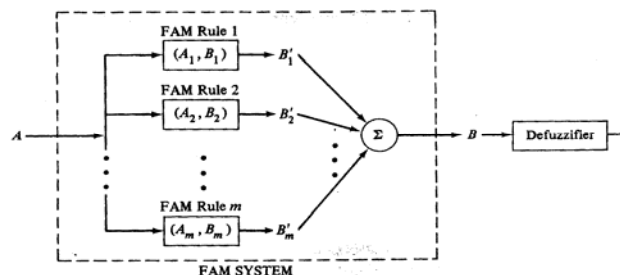 FAM Rule 1
(A₁, B₁) B′₁
FAM Rule 2
(A₂, B₂) B′₂
A Σ B Defuzzifier
FAM Rule m
(Aₘ, Bₘ) B′ₘ
FAM SYSTEM